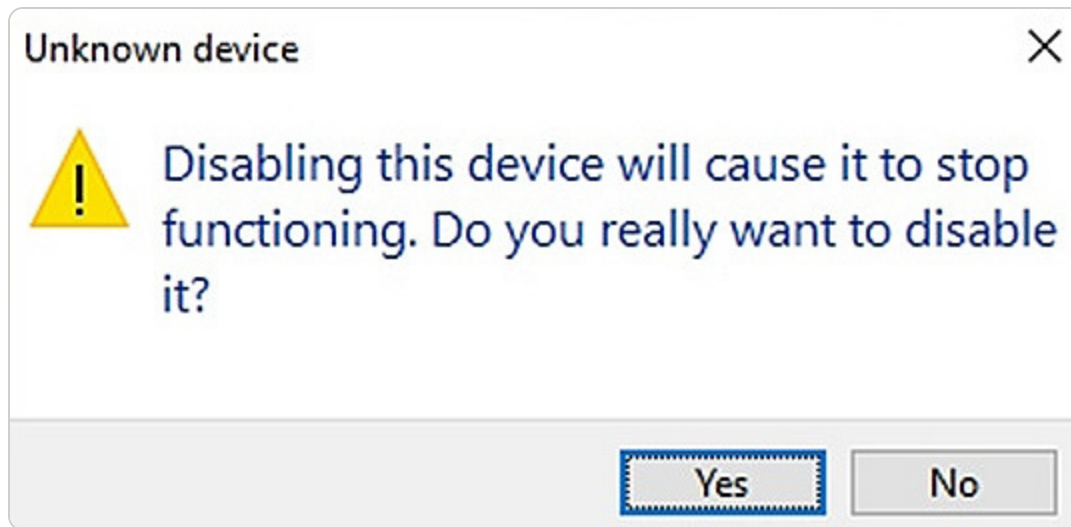 Unknown device
Disabling this device will cause it to stop
functioning. Do you really want to disable
it?
Yes No